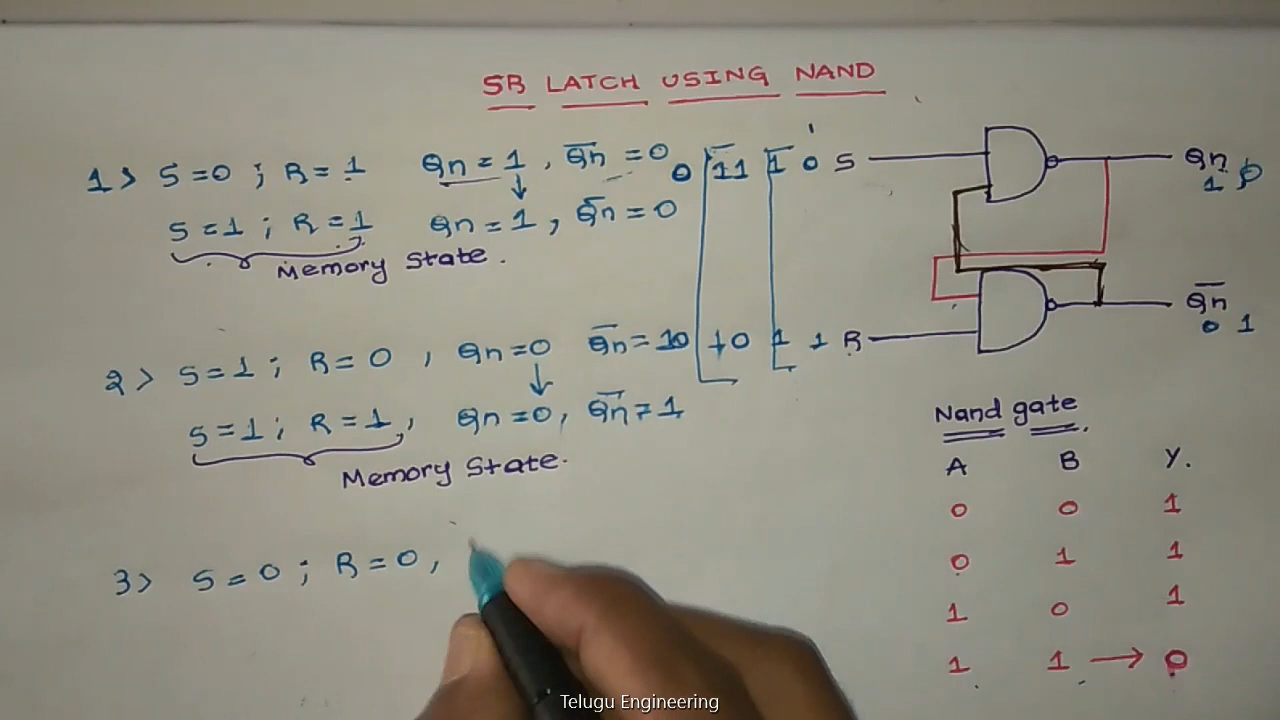 SR LATCH USING NAND
1> S=0 ; R=1 Qn=1 , Q̅n̅=0
S=1 ; R=1 Qn=1 , Q̅n̅=0
Memory State.
0 11 1 0 S
Qn
1 0
Q̅n̅
0 1
2> S=1 ; R=0 , Qn=0 Q̅n̅=10 10 1 1 R
S=1 ; R=1 , Qn=0, Q̅n̅=1
Memory State.
3> S=0 ; R=0,
Nand gate.
A B Y.
0 0 1
0 1 1
1 0 1
1 1 → 0
Telugu Engineering